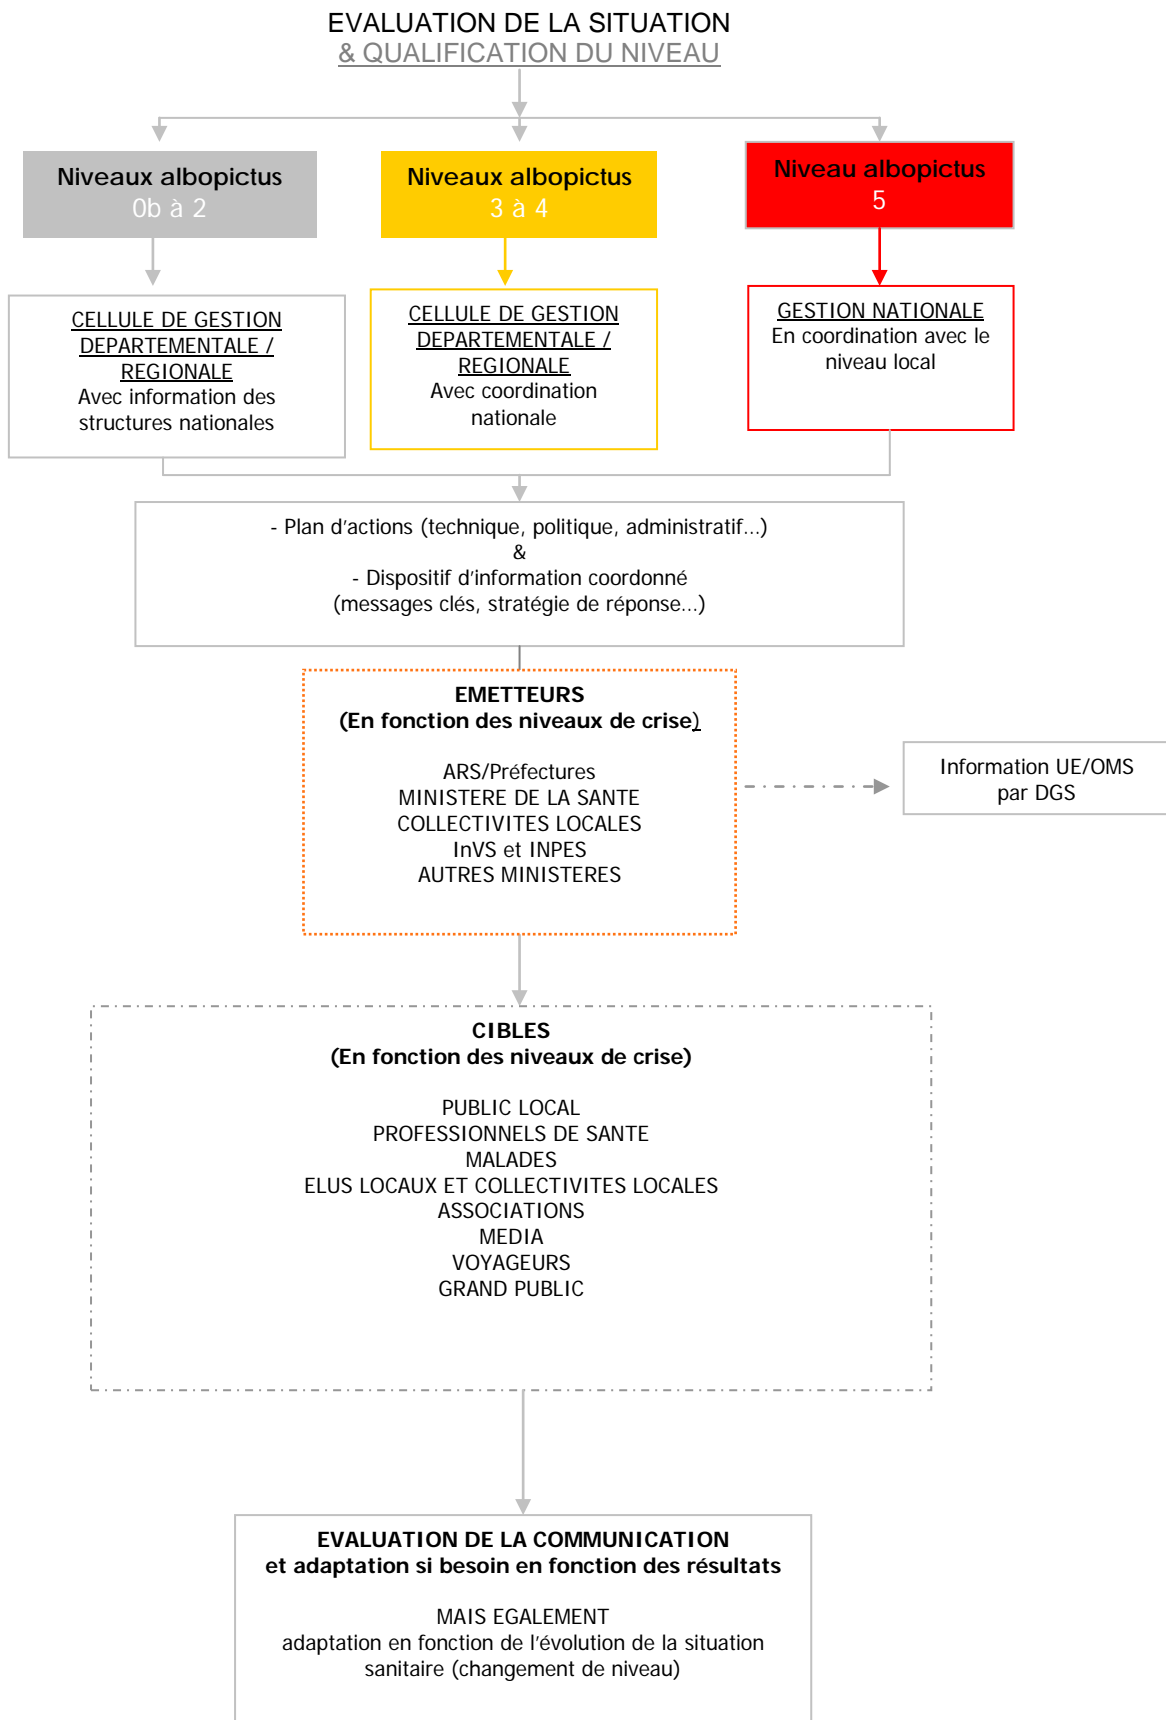 EVALUATION DE LA SITUATION
& QUALIFICATION DU NIVEAU
Niveaux albopictus
0b à 2
Niveaux albopictus
3 à 4
Niveau albopictus
5
CELLULE DE GESTION
DEPARTEMENTALE /
REGIONALE
Avec information des
structures nationales
CELLULE DE GESTION
DEPARTEMENTALE /
REGIONALE
Avec coordination
nationale
GESTION NATIONALE
En coordination avec le
niveau local
- Plan d'actions (technique, politique, administratif...)
&
- Dispositif d'information coordonné
(messages clés, stratégie de réponse...)
EMETTEURS
(En fonction des niveaux de crise)
ARS/Préfectures
MINISTERE DE LA SANTE
COLLECTIVITES LOCALES
InVS et INPES
AUTRES MINISTERES
Information UE/OMS
par DGS
CIBLES
(En fonction des niveaux de crise)
PUBLIC LOCAL
PROFESSIONNELS DE SANTE
MALADES
ELUS LOCAUX ET COLLECTIVITES LOCALES
ASSOCIATIONS
MEDIA
VOYAGEURS
GRAND PUBLIC
EVALUATION DE LA COMMUNICATION
et adaptation si besoin en fonction des résultats
MAIS EGALEMENT
adaptation en fonction de l'évolution de la situation
sanitaire (changement de niveau)